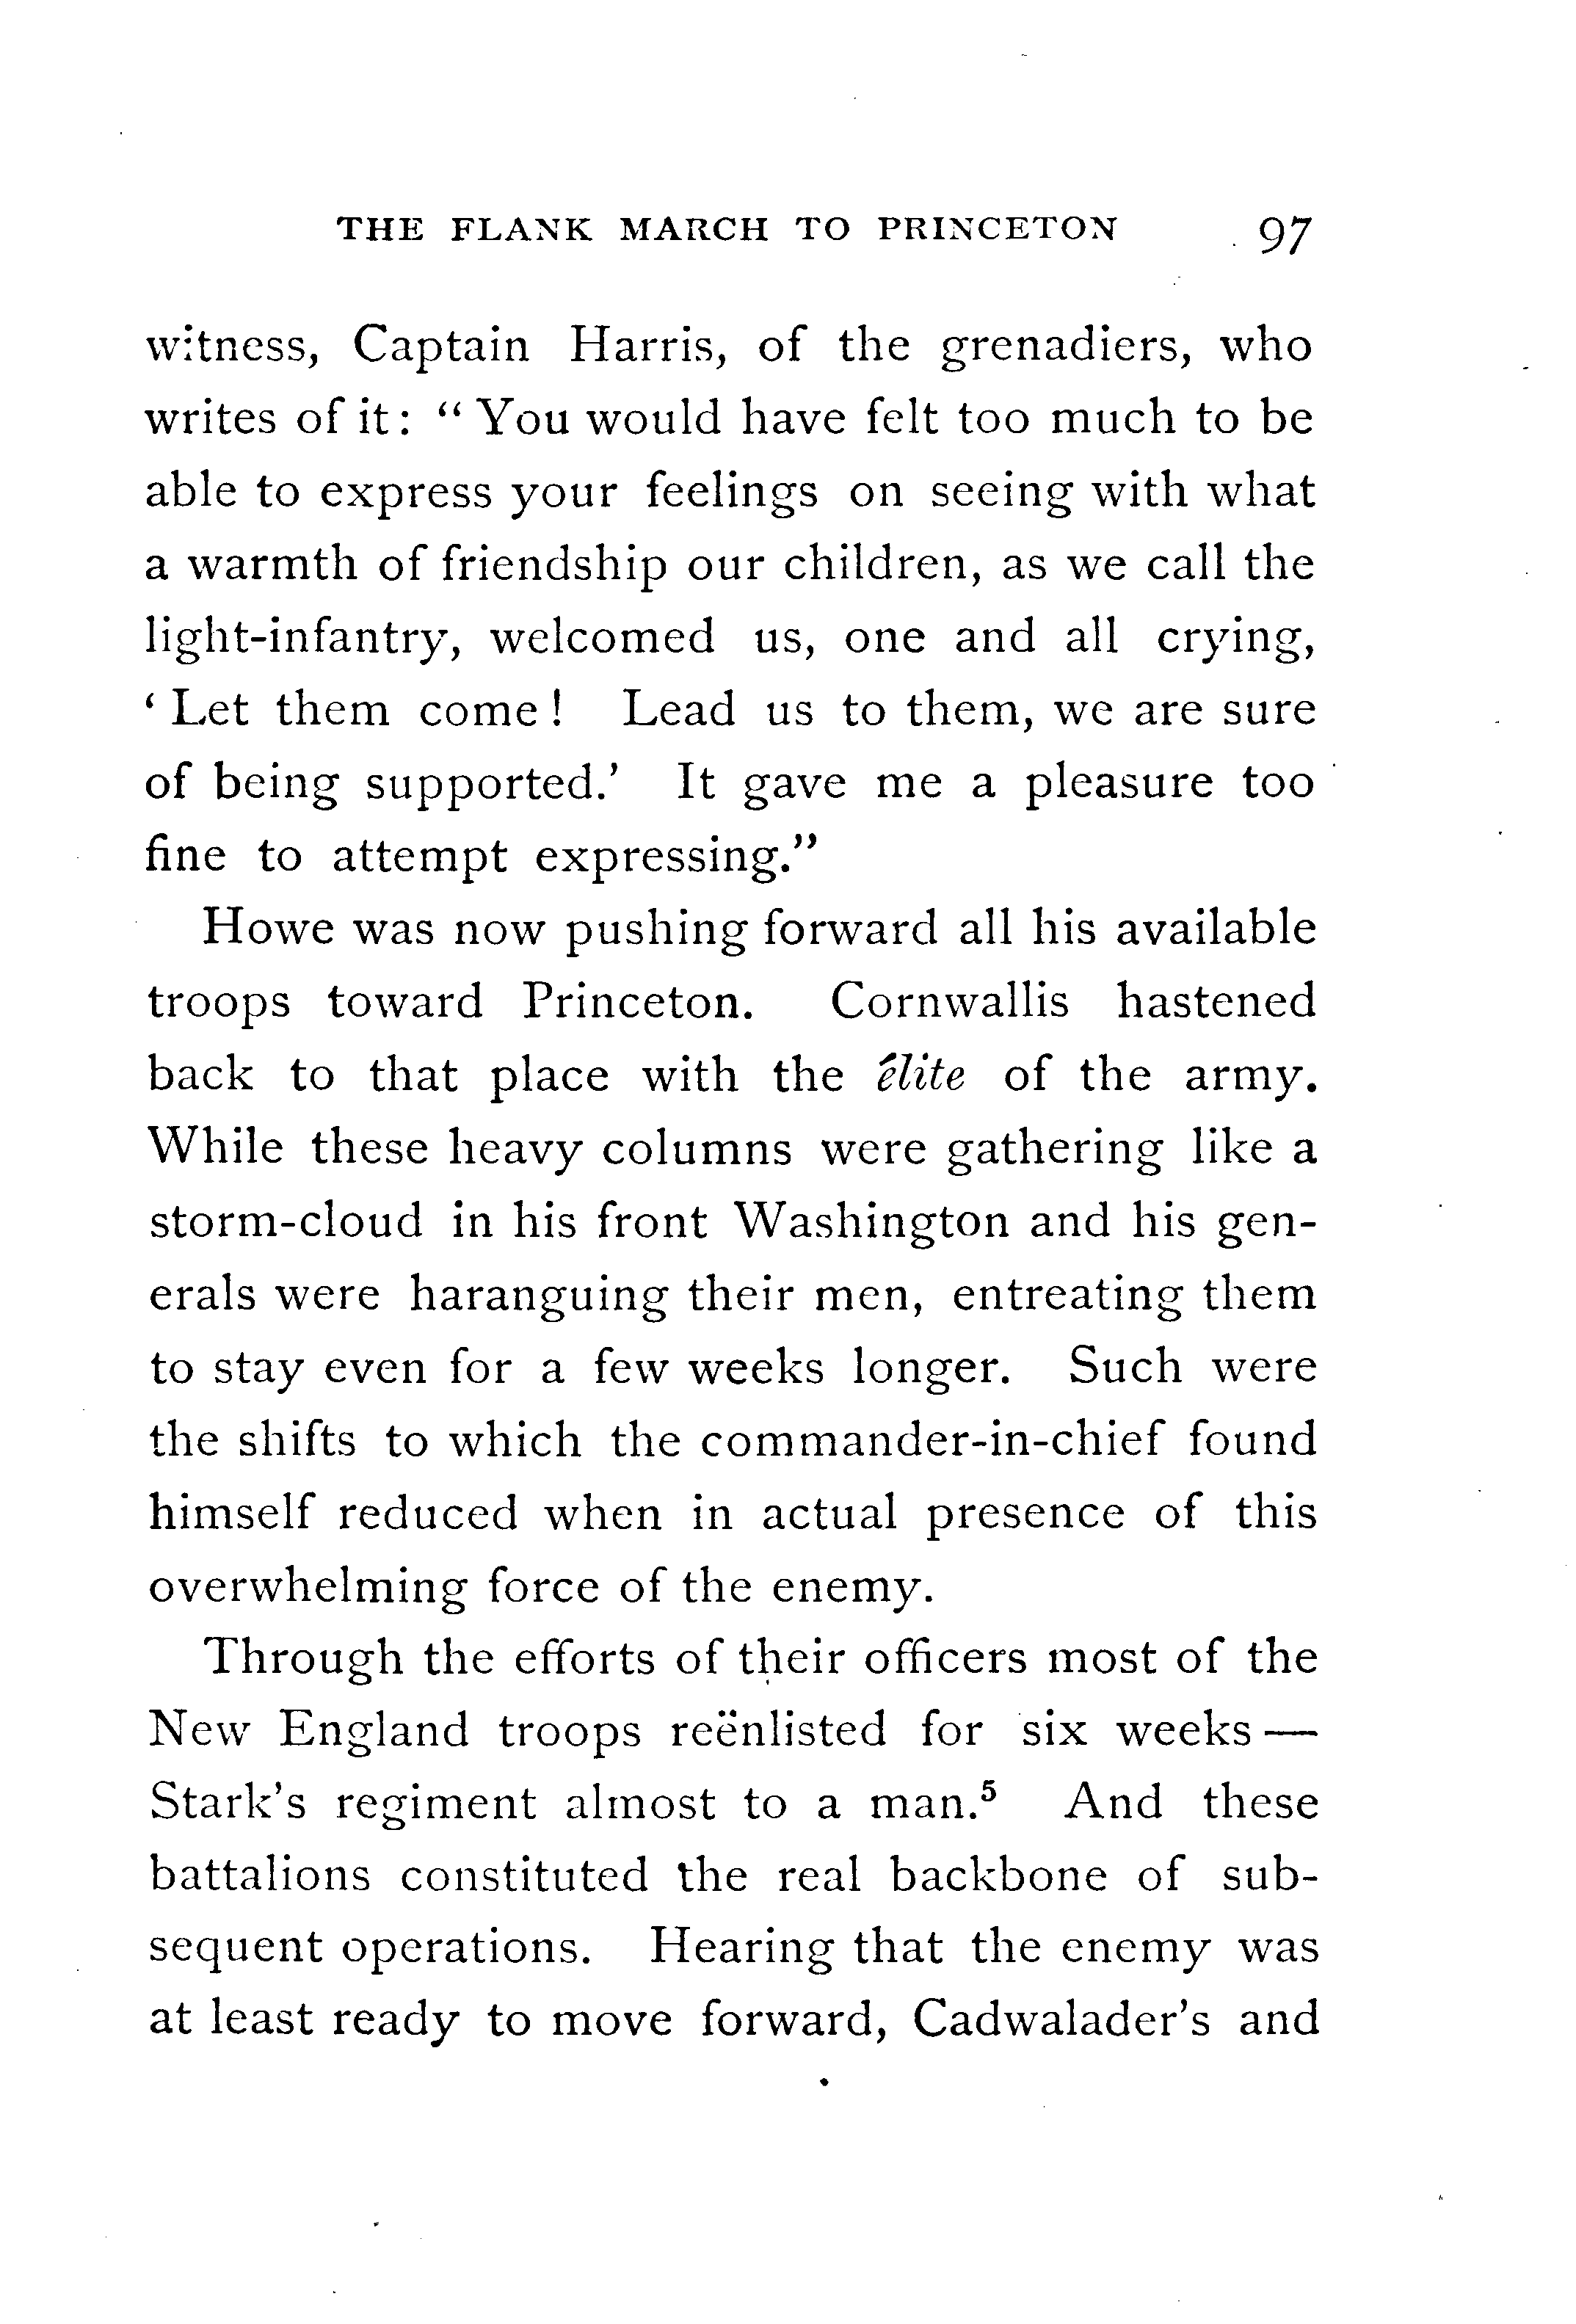 THE FLANK MARCH TO PRINCETON 97
witness, Captain Harris, of the grenadiers, who
writes of it: “You would have felt too much to be
able to express your feelings on seeing with what
a warmth of friendship our children, as we call the
light-infantry, welcomed us, one and all crying,
‘Let them come! Lead us to them, we are sure
of being supported.’ It gave me a pleasure too
fine to attempt expressing.”
Howe was now pushing forward all his available
troops toward Princeton. Cornwallis hastened
back to that place with the élite of the army.
While these heavy columns were gathering like a
storm-cloud in his front Washington and his gen-
erals were haranguing their men, entreating them
to stay even for a few weeks longer. Such were
the shifts to which the commander-in-chief found
himself reduced when in actual presence of this
overwhelming force of the enemy.
Through the efforts of their officers most of the
New England troops reënlisted for six weeks —
Stark’s regiment almost to a man.⁵ And these
battalions constituted the real backbone of sub-
sequent operations. Hearing that the enemy was
at least ready to move forward, Cadwalader’s and